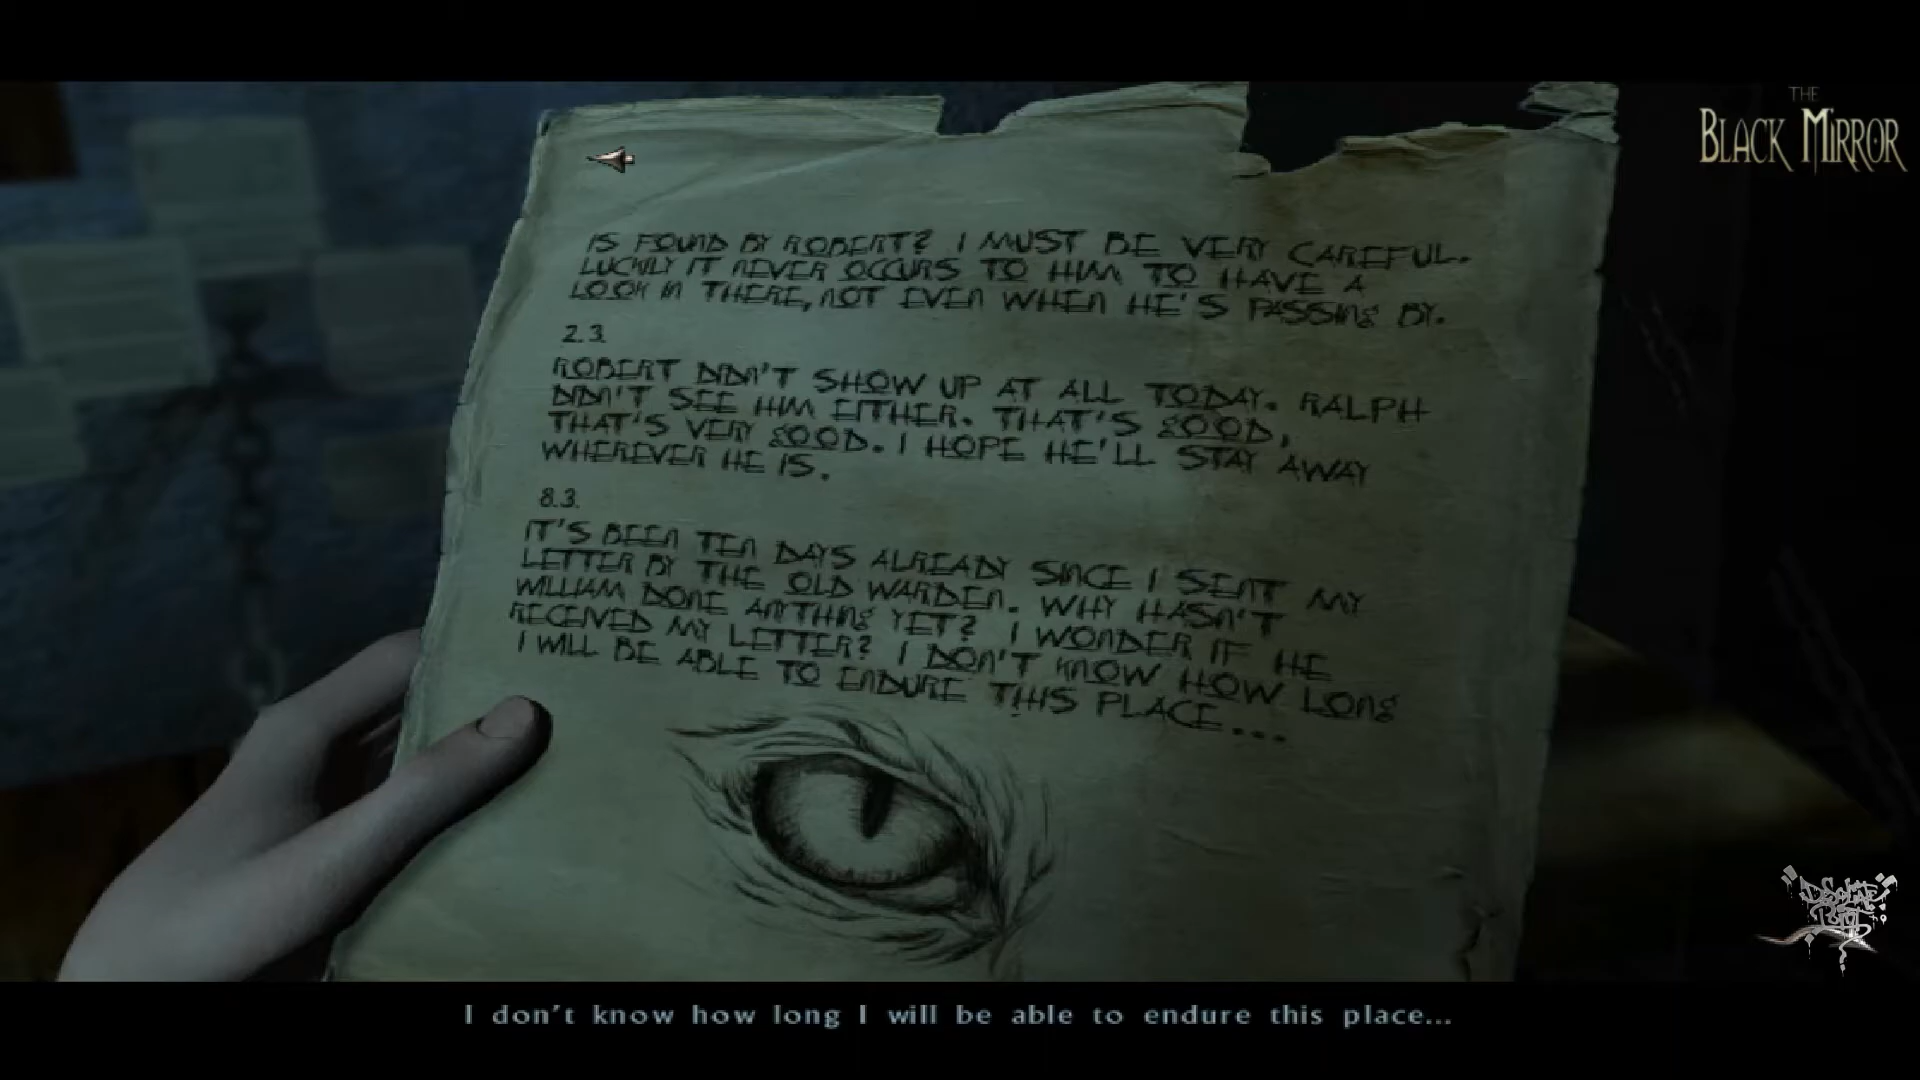 THE
BLACK MIRROR
IS FOUND BY ROBERT? I MUST BE VERY CAREFUL.
LUCKILY IT NEVER OCCURS TO HIM TO HAVE A
LOOK IN THERE, NOT EVEN WHEN HE'S PASSING BY.
2.3.
ROBERT DIDN'T SHOW UP AT ALL TODAY. RALPH
DIDN'T SEE HIM EITHER. THAT'S GOOD,
THAT'S VERY GOOD. I HOPE HE'LL STAY AWAY
WHEREVER HE IS.
8.3.
IT'S BEEN TEN DAYS ALREADY SINCE I SENT MY
LETTER BY THE OLD WARDEN. WHY HASN'T
WILLIAM DONE ANYTHING YET? I WONDER IF HE
RECEIVED MY LETTER? I DON'T KNOW HOW LONG
I WILL BE ABLE TO ENDURE THIS PLACE...
I don't know how long I will be able to endure this place...